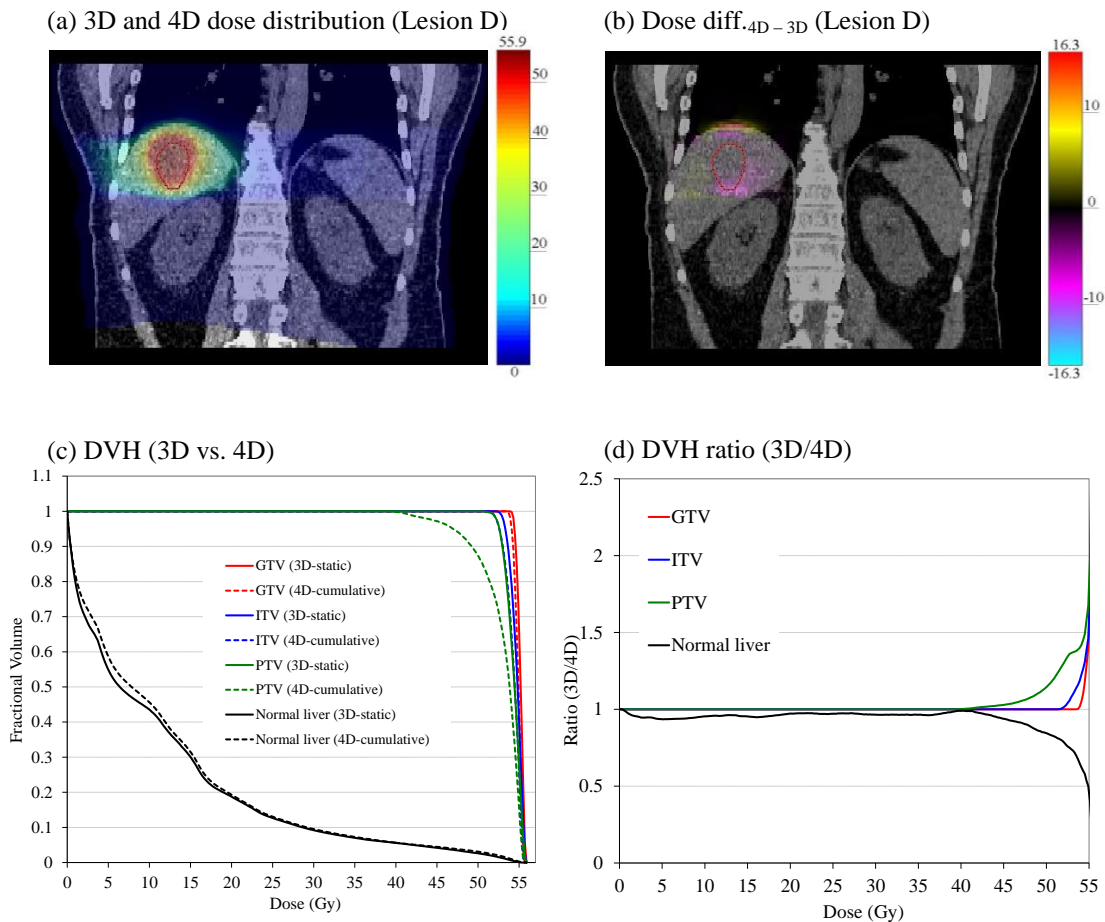 (a) 3D and 4D dose distribution (Lesion D)
55.9
50
40
30
20
10
0
(b) Dose diff.4D – 3D (Lesion D)
16.3
10
0
-10
-16.3
(c) DVH (3D vs. 4D)
Fractional Volume
1.1
1
0.9
0.8
0.7
0.6
0.5
0.4
0.3
0.2
0.1
0
GTV (3D-static)
GTV (4D-cumulative)
ITV (3D-static)
ITV (4D-cumulative)
PTV (3D-static)
PTV (4D-cumulative)
Normal liver (3D-static)
Normal liver (4D-cumulative)
0 5 10 15 20 25 30 35 40 45 50 55
Dose (Gy)
(d) DVH ratio (3D/4D)
Ratio (3D/4D)
2.5
2
1.5
1
0.5
0
GTV
ITV
PTV
Normal liver
0 5 10 15 20 25 30 35 40 45 50 55
Dose (Gy)